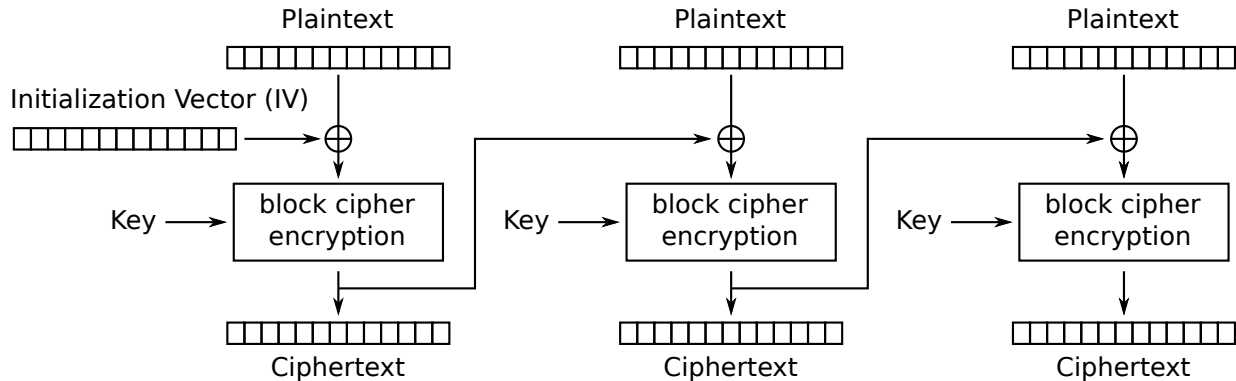 Plaintext
Plaintext
Plaintext
Initialization Vector (IV)
Key
block cipher
encryption
Key
block cipher
encryption
Key
block cipher
encryption
Ciphertext
Ciphertext
Ciphertext